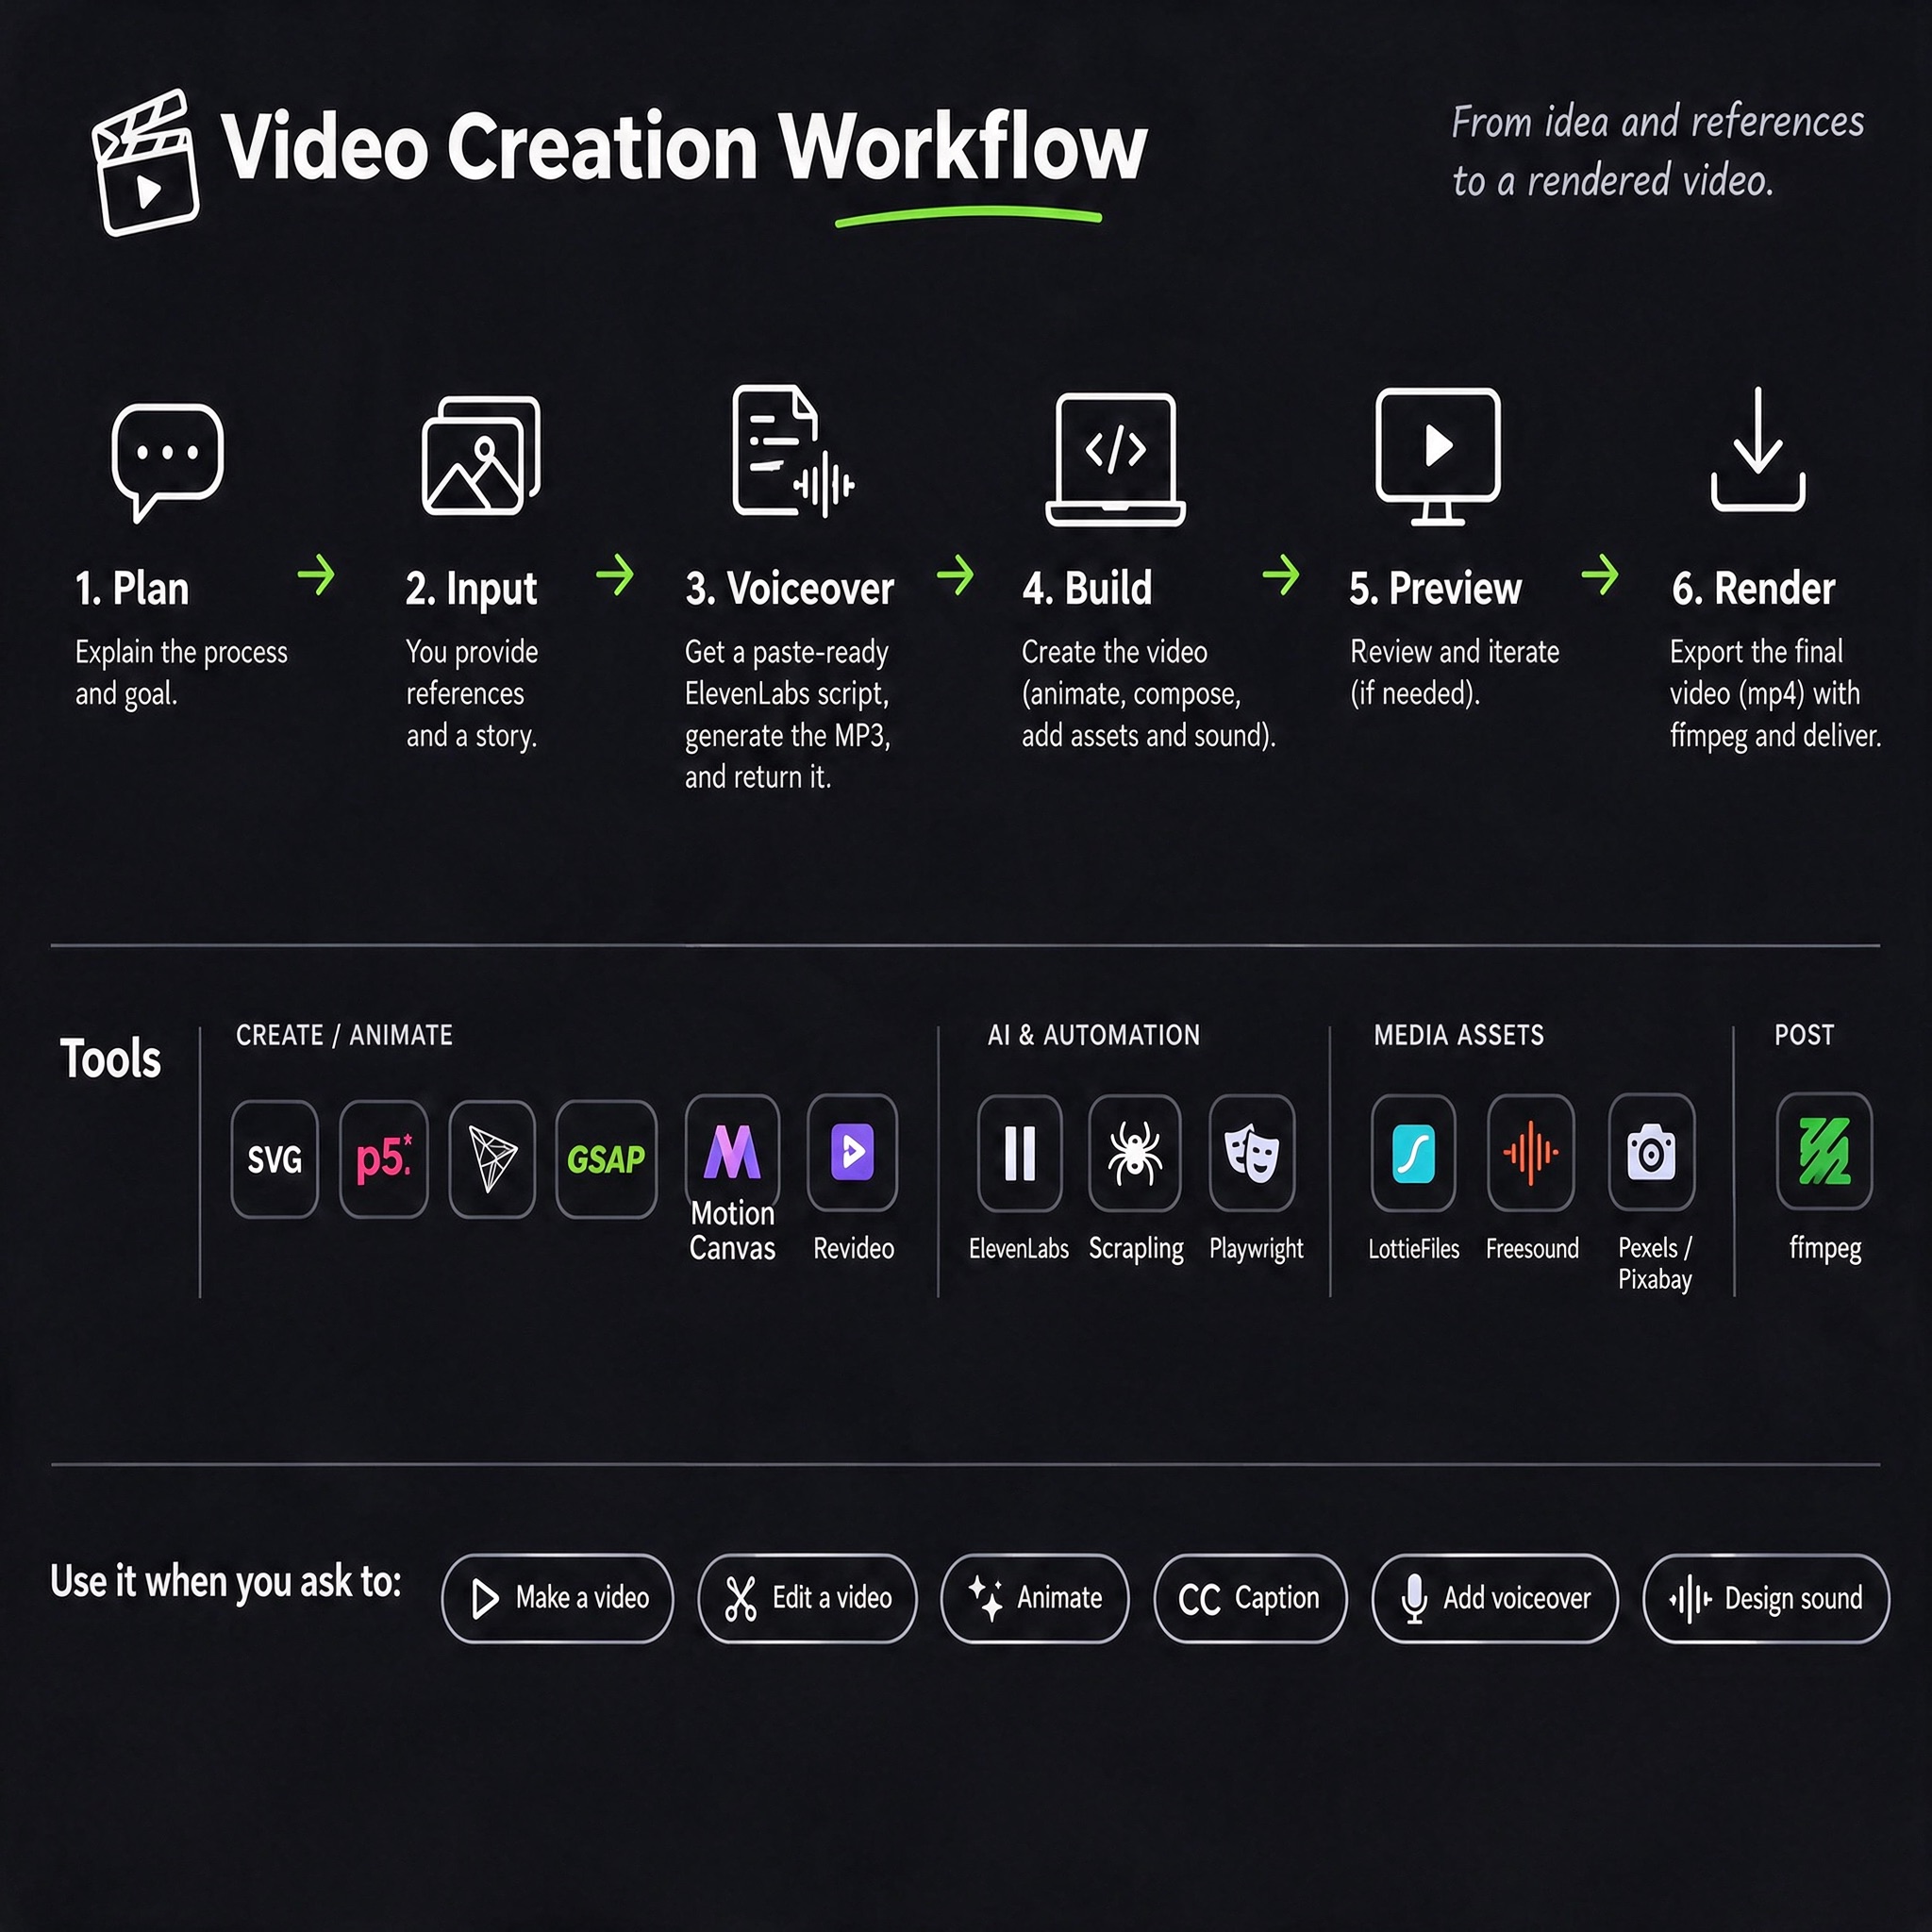 Video Creation Workflow
From idea and references
to a rendered video.
1. Plan
Explain the process
and goal.
2. Input
You provide
references
and a story.
3. Voiceover
Get a paste-ready
ElevenLabs script,
generate the MP3,
and return it.
4. Build
Create the video
(animate, compose,
add assets and sound).
5. Preview
Review and iterate
(if needed).
6. Render
Export the final
video (mp4) with
ffmpeg and deliver.
Tools
CREATE / ANIMATE
SVG
p5.*
GSAP
Motion
Canvas
Revideo
AI & AUTOMATION
ElevenLabs
Scrapling
Playwright
MEDIA ASSETS
LottieFiles
Freesound
Pexels /
Pixabay
POST
ffmpeg
Use it when you ask to:
Make a video
Edit a video
Animate
CC Caption
Add voiceover
Design sound